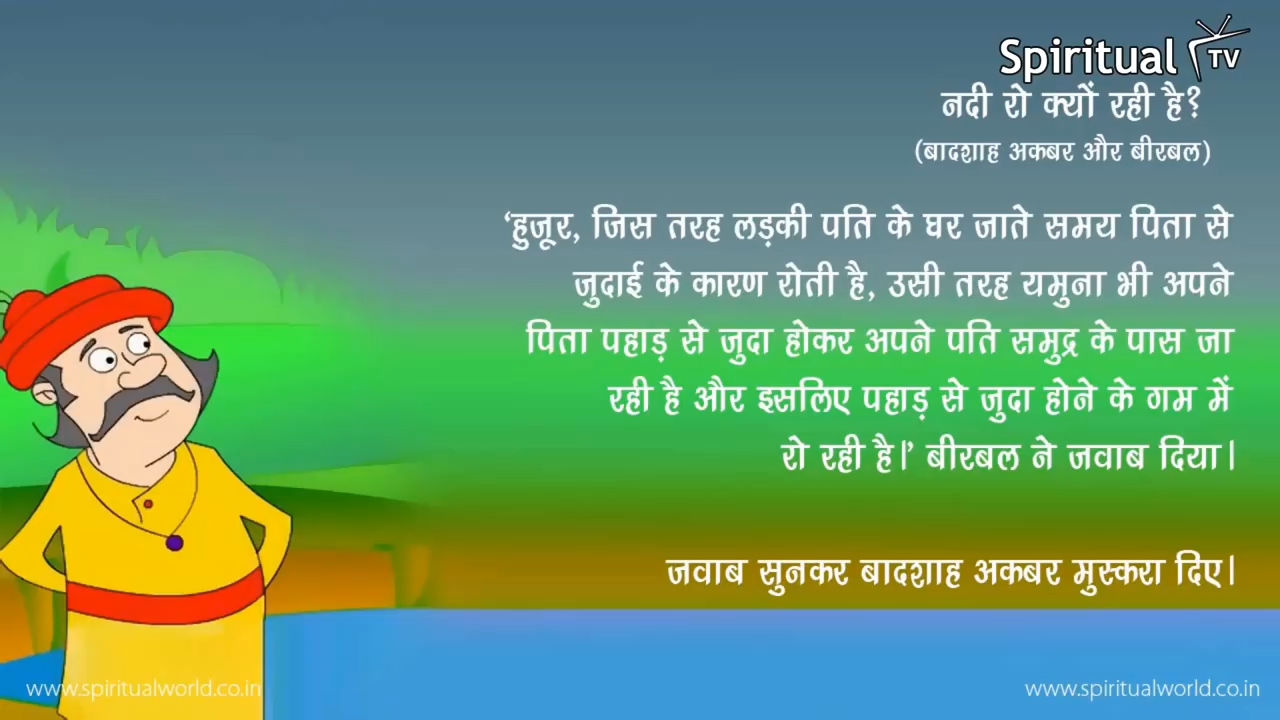 Spiritual TV
नदी रो क्यों रही है?
(बादशाह अकबर और बीरबल)
‘हुजूर, जिस तरह लड़की पति के घर जाते समय पिता से
जुदाई के कारण रोती है, उसी तरह यमुना भी अपने
पिता पहाड़ से जुदा होकर अपने पति समुद्र के पास जा
रही है और इसलिए पहाड़ से जुदा होने के गम में
रो रही है।’ बीरबल ने जवाब दिया।
जवाब सुनकर बादशाह अकबर मुस्करा दिए।
www.spiritualworld.co.in
www.spiritualworld.co.in